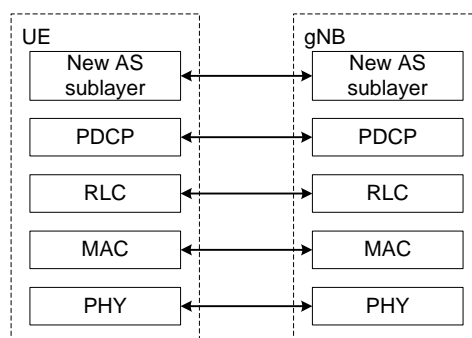 UE
gNB
New AS
sublayer
New AS
sublayer
PDCP
PDCP
RLC
RLC
MAC
MAC
PHY
PHY